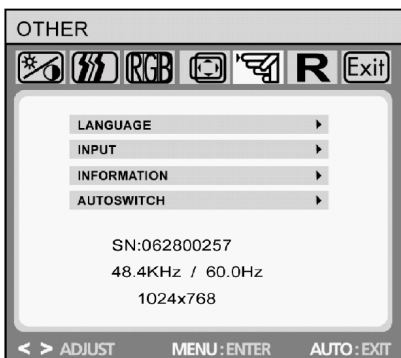 OTHER
RGB R Exit
LANGUAGE
INPUT
INFORMATION
AUTOSWITCH
SN:062800257
48.4KHz / 60.0Hz
1024x768
< > ADJUST MENU : ENTER AUTO : EXIT